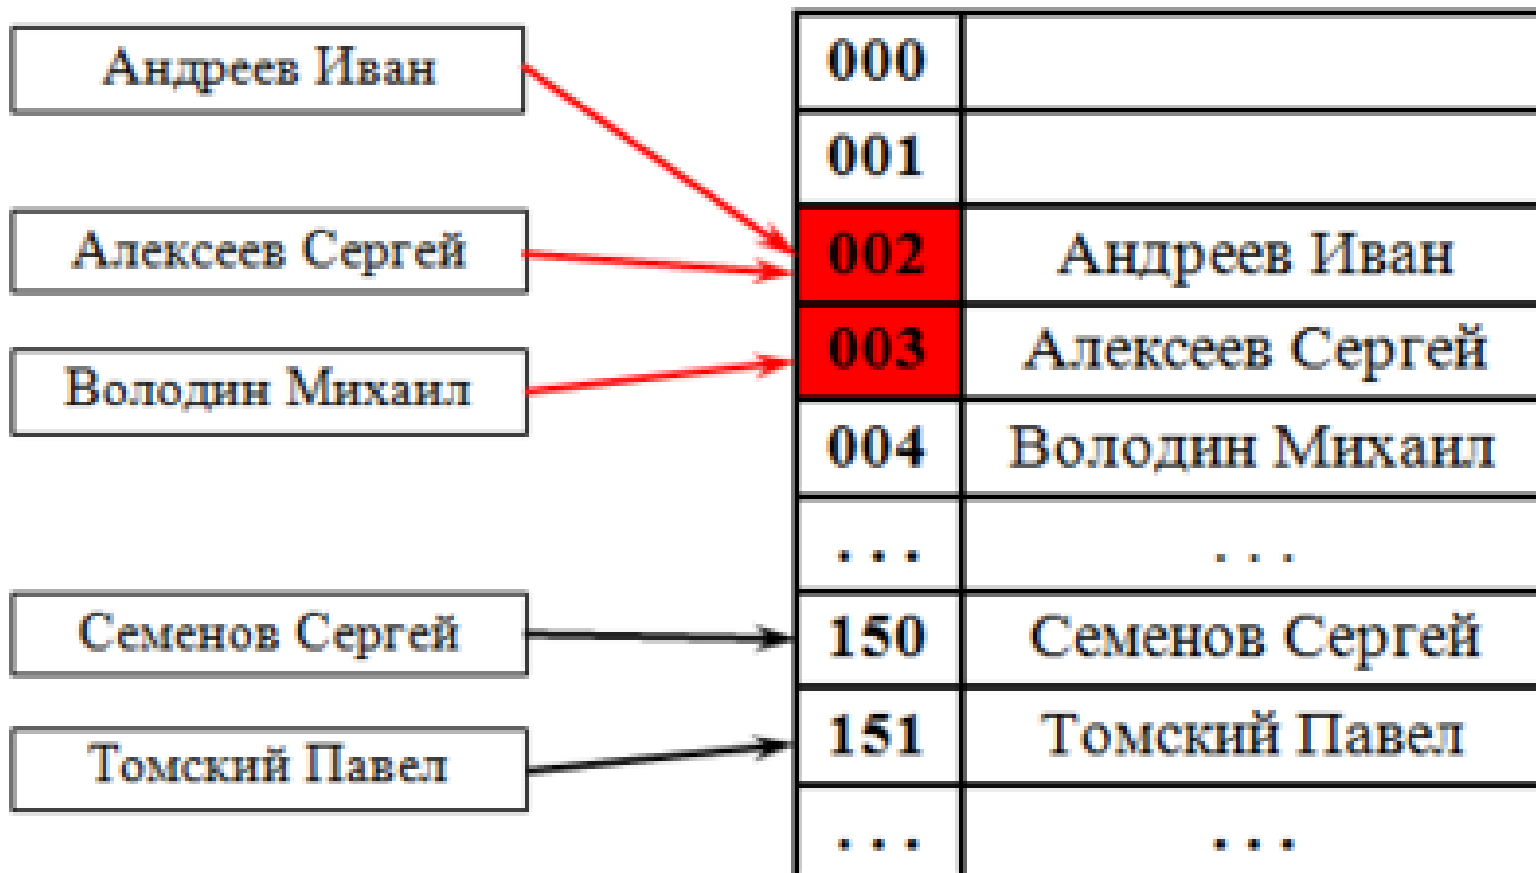 Андреев Иван
Алексеев Сергей
Володин Михаил
Семенов Сергей
Томский Павел
000
001
002 Андреев Иван
003 Алексеев Сергей
004 Володин Михаил
... ...
150 Семенов Сергей
151 Томский Павел
... ...